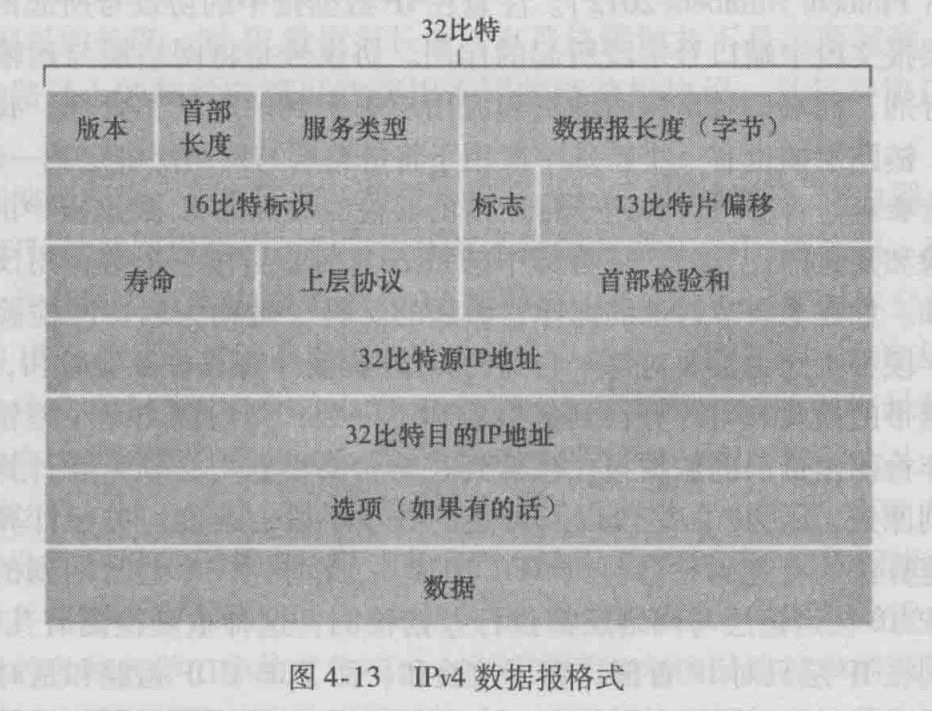 32比特
版本 首部长度 服务类型 数据报长度（字节）
16比特标识 标志 13比特片偏移
寿命 上层协议 首部检验和
32比特源IP地址
32比特目的IP地址
选项（如果有的话）
数据
图 4-13 IPv4 数据报格式